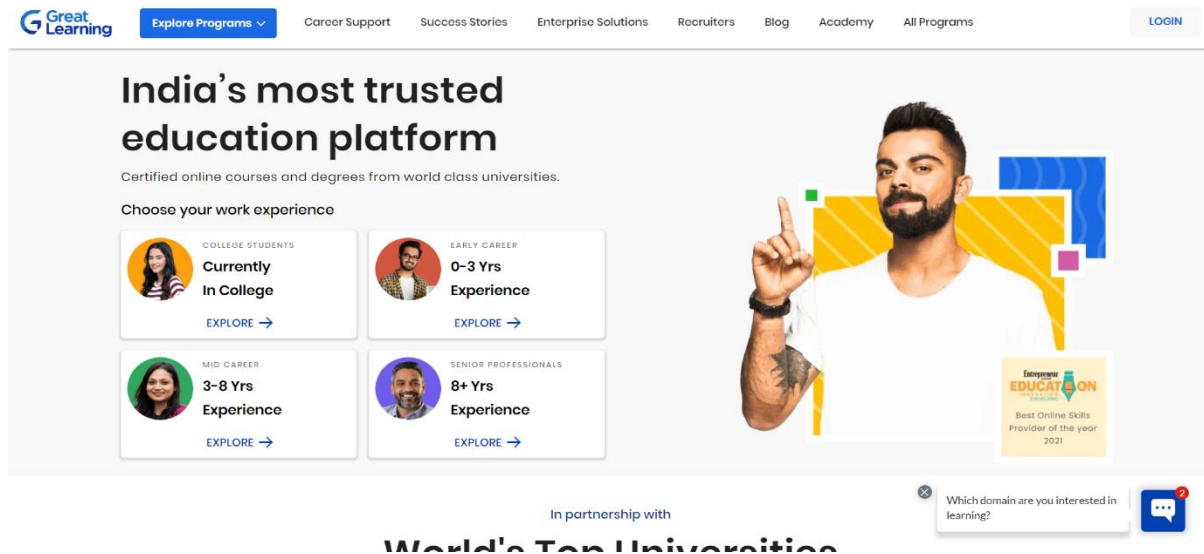 Great
Learning
Explore Programs
Career Support
Success Stories
Enterprise Solutions
Recruiters
Blog
Academy
All Programs
LOGIN
India's most trusted
education platform
Certified online courses and degrees from world class universities.
Choose your work experience
COLLEGE STUDENTS
Currently
In College
EXPLORE →
EARLY CAREER
0-3 Yrs
Experience
EXPLORE →
MID CAREER
3-8 Yrs
Experience
EXPLORE →
SENIOR PROFESSIONALS
8+ Yrs
Experience
EXPLORE →
Entrepreneur
EDUCATION
Best Online Skills
Provider of the year
2021
Which domain are you interested in
learning?
2
In partnership with
World's Top Universities